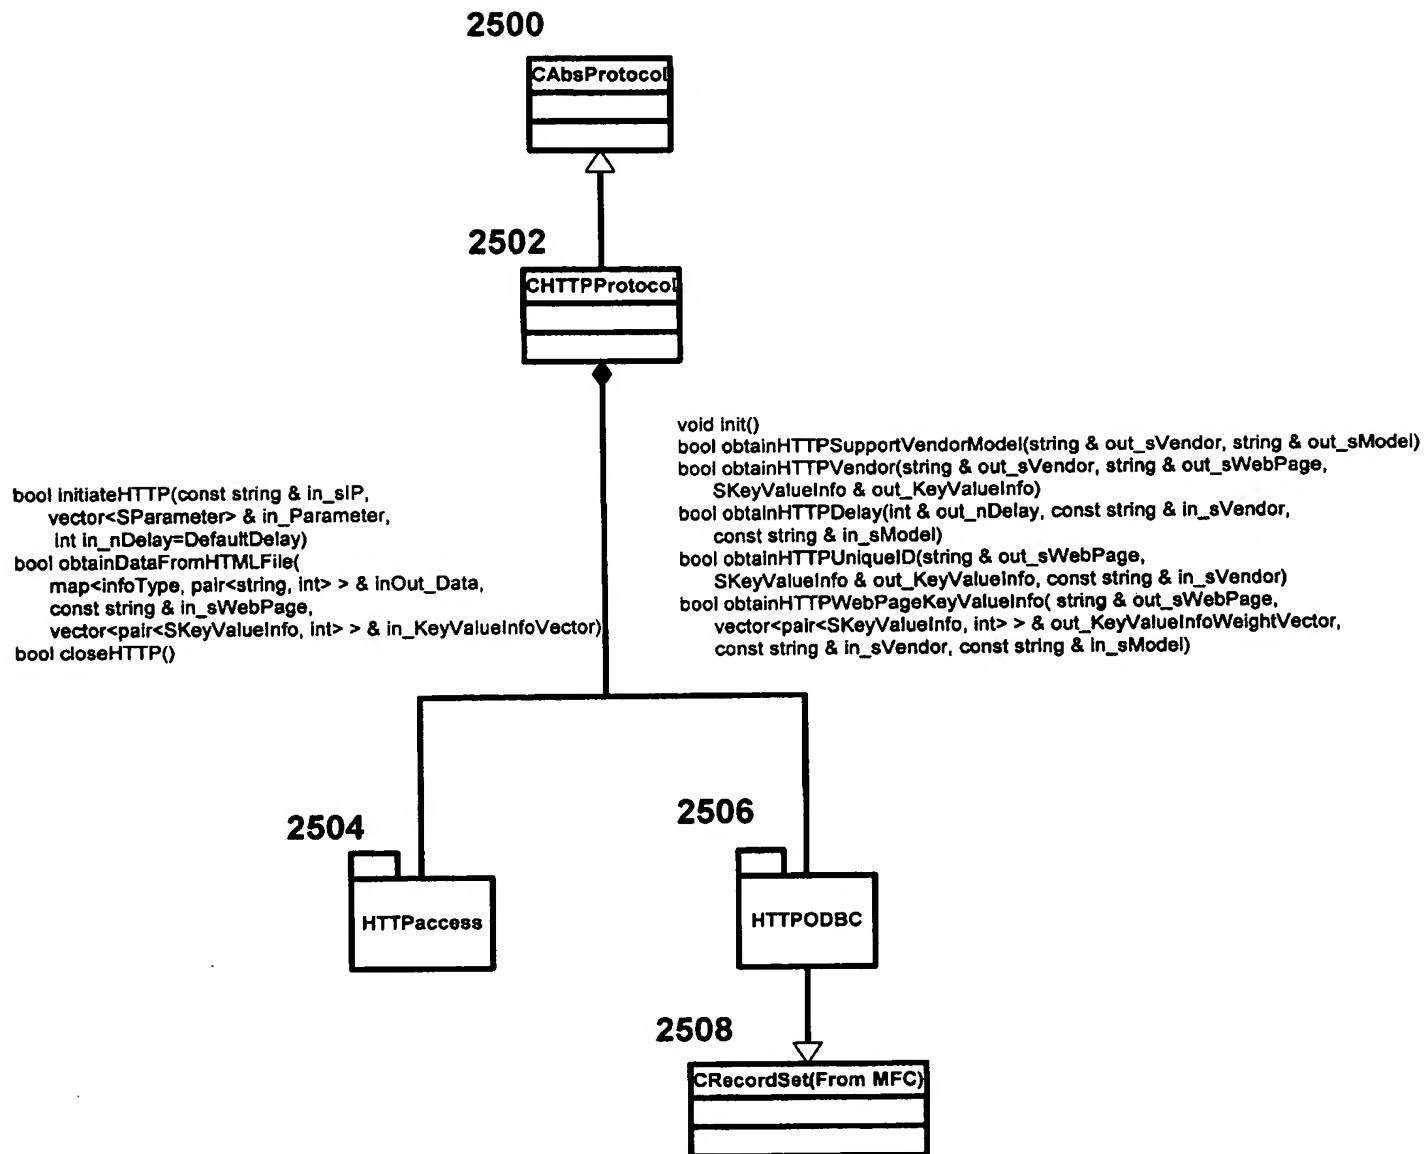 2500
CAbsProtocol
2502
CHTTPProtocol
bool initiateHTTP(const string & in_sIP,
vector<SParameter> & in_Parameter,
int in_nDelay=DefaultDelay)
bool obtainDataFromHTMLFile(
map<infoType, pair<string, int> > & inOut_Data,
const string & in_sWebPage,
vector<pair<SKeyValueInfo, int> > & in_KeyValueInfoVector)
bool closeHTTP()
void init()
bool obtainHTTPSupportVendorModel(string & out_sVendor, string & out_sModel)
bool obtainHTTPVendor(string & out_sVendor, string & out_sWebPage,
SKeyValueInfo & out_KeyValueInfo)
bool obtainHTTPDelay(int & out_nDelay, const string & in_sVendor,
const string & in_sModel)
bool obtainHTTPUniqueID(string & out_sWebPage,
SKeyValueInfo & out_KeyValueInfo, const string & in_sVendor)
bool obtainHTTPWebPageKeyValueInfo( string & out_sWebPage,
vector<pair<SKeyValueInfo, int> > & out_KeyValueInfoWeightVector,
const string & in_sVendor, const string & in_sModel)
2504
HTTPaccess
2506
HTTPODBC
2508
CRecordSet(From MFC)